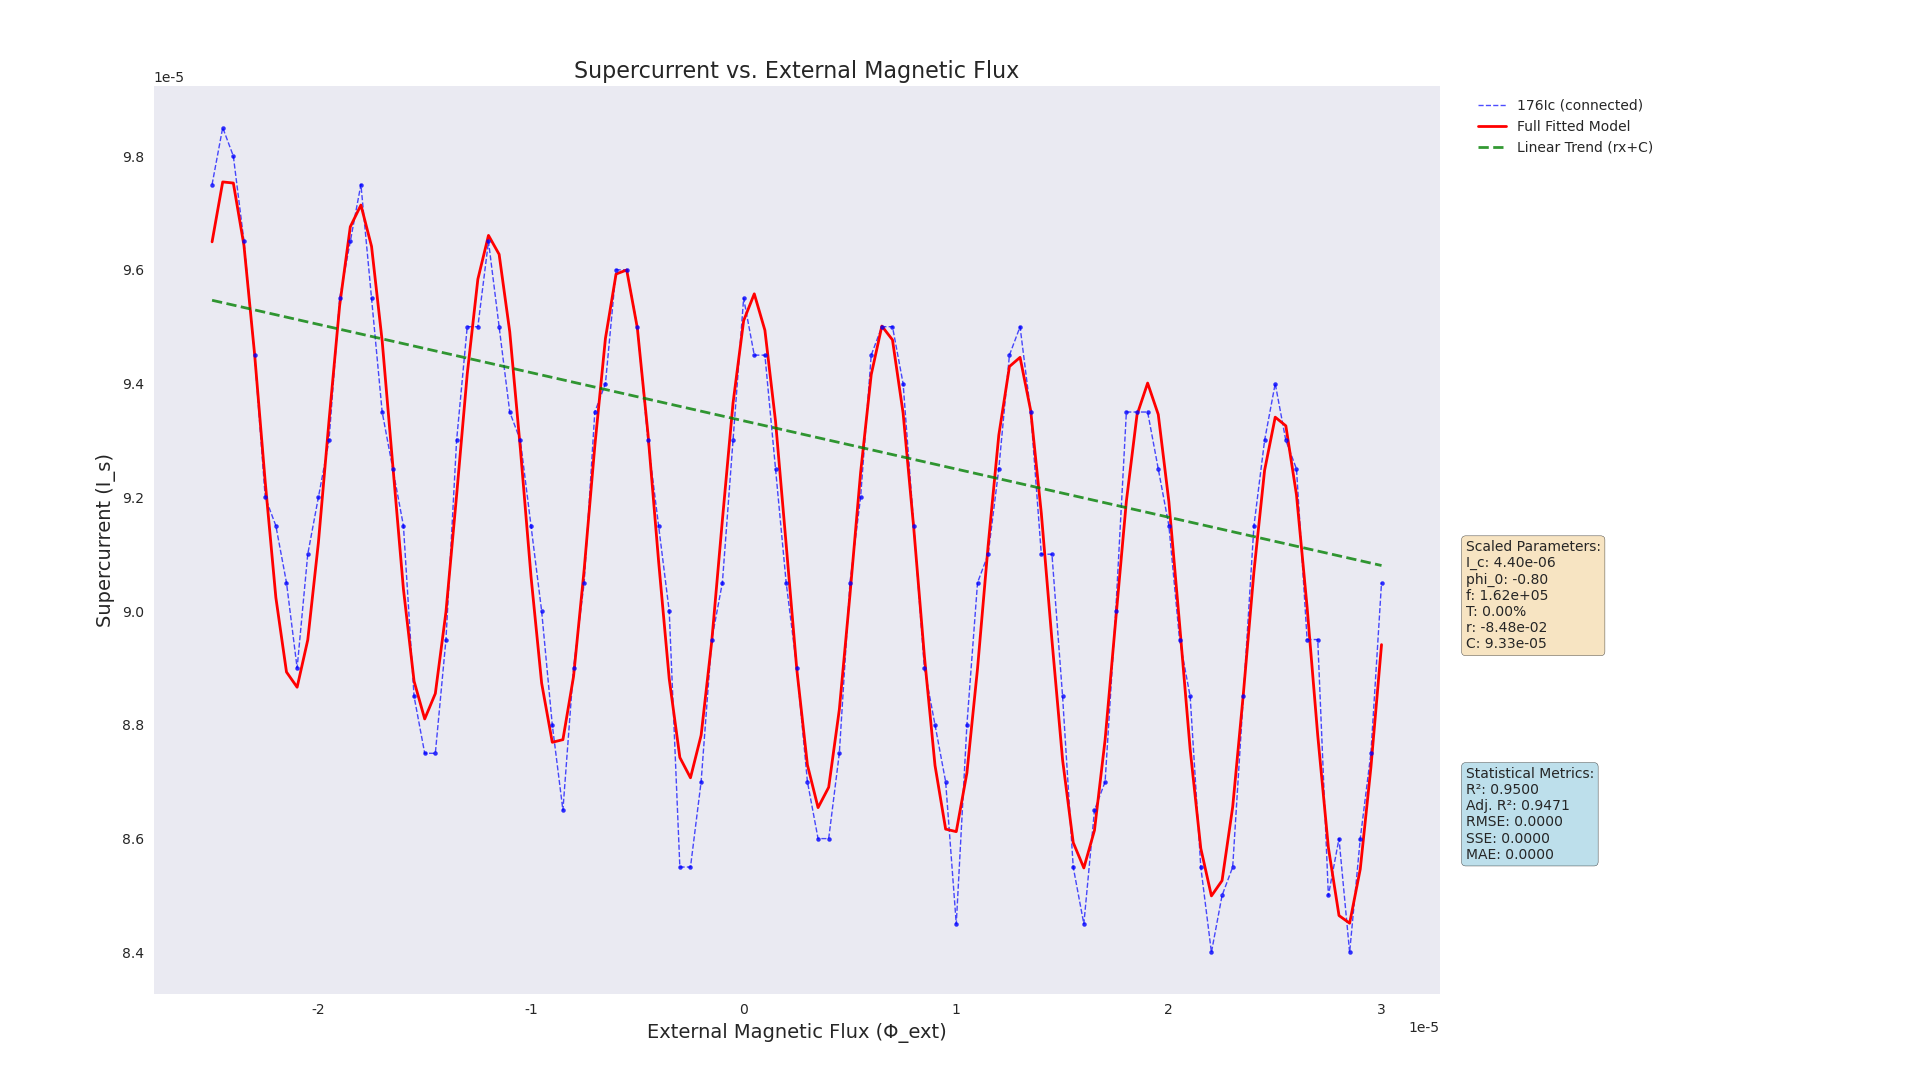 Supercurrent vs. External Magnetic Flux
1e-5
176Ic (connected)
Full Fitted Model
Linear Trend (rx+C)
9.8
9.6
9.4
9.2
9.0
8.8
8.6
8.4
Supercurrent (I_s)
Scaled Parameters:
I_c: 4.40e-06
phi_0: -0.80
f: 1.62e+05
T: 0.00%
r: -8.48e-02
C: 9.33e-05
Statistical Metrics:
R²: 0.9500
Adj. R²: 0.9471
RMSE: 0.0000
SSE: 0.0000
MAE: 0.0000
-2 -1 0 1 2 3
1e-5
External Magnetic Flux (Φ_ext)